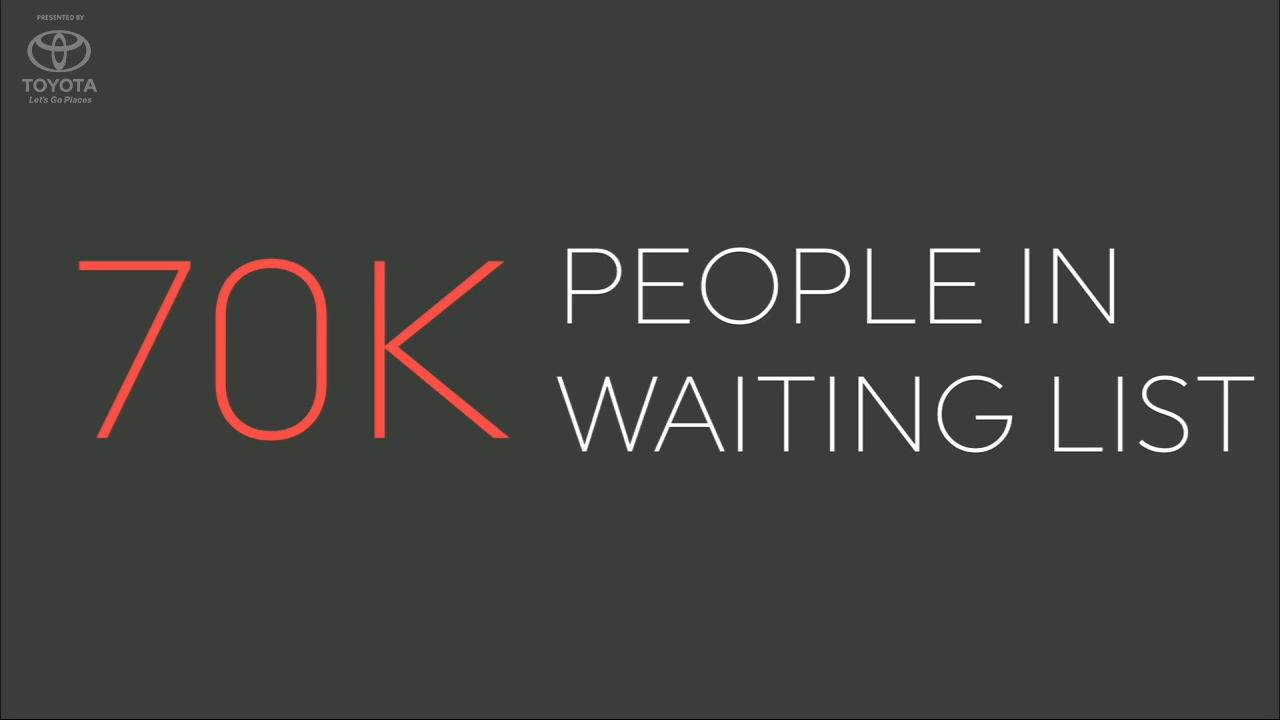 PRESENTED BY
TOYOTA
Let's Go Places
70K
PEOPLE IN
WAITING LIST